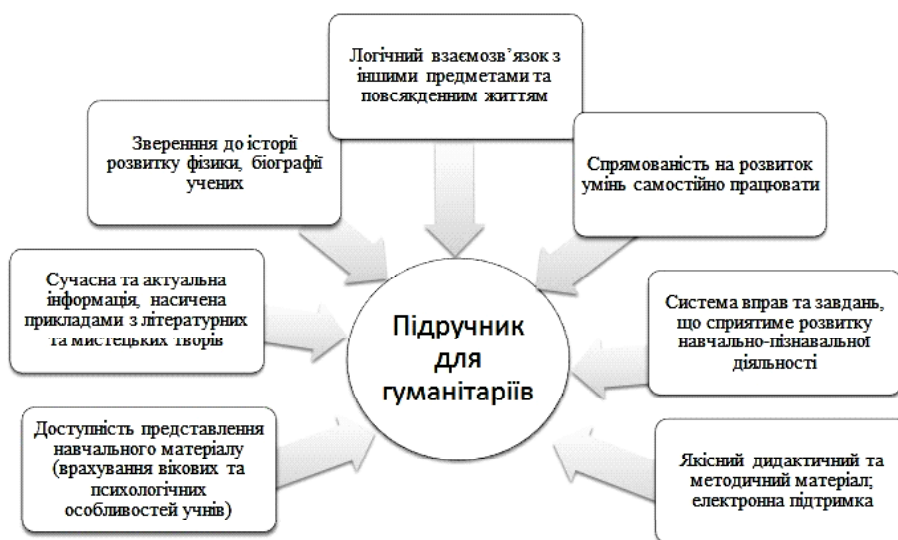 Логічний взаємозв’язок з
іншими предметами та
повсякденним життям
Зверенння до історії
розвитку фізики, біографії
учених
Спрямованість на розвиток
умінь самостійно працювати
Сучасна та актуальна
інформація, насичена
прикладами з літературних
та мистецьких творів
Підручник
для
гуманітаріїв
Система вправ та завдань,
що сприятиме розвитку
навчально-пізнавальної
діяльності
Доступність представлення
навчального матеріалу
(врахування вікових та
психологічних
особливостей учнів)
Якісний дидактичний та
методичний матеріал;
електронна підтримка